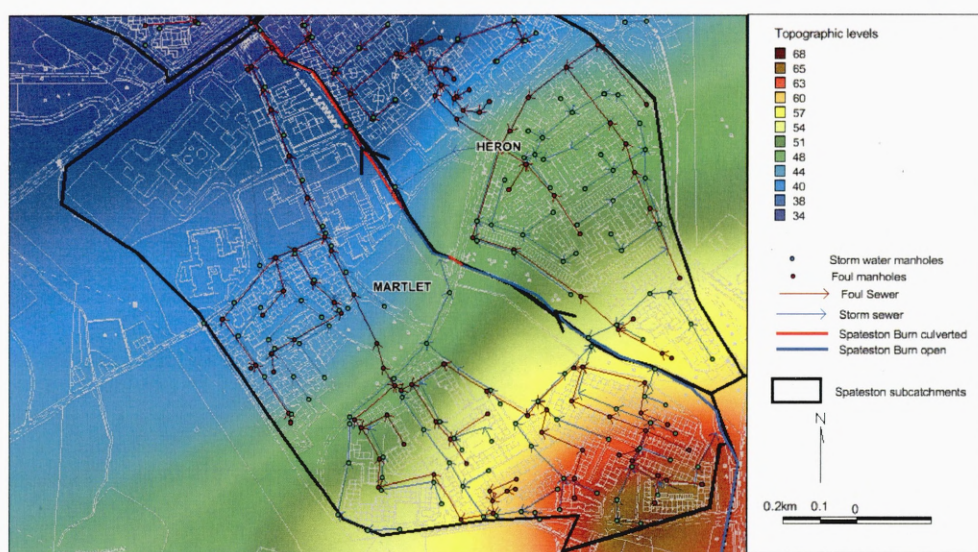 HERON
MARTLET
Topographic levels
68
65
63
60
57
54
51
48
44
40
38
34
Storm water manholes
Foul manholes
Foul Sewer
Storm sewer
Spateston Burn culverted
Spateston Burn open
Spateston subcatchments
N
0.2km 0.1 0